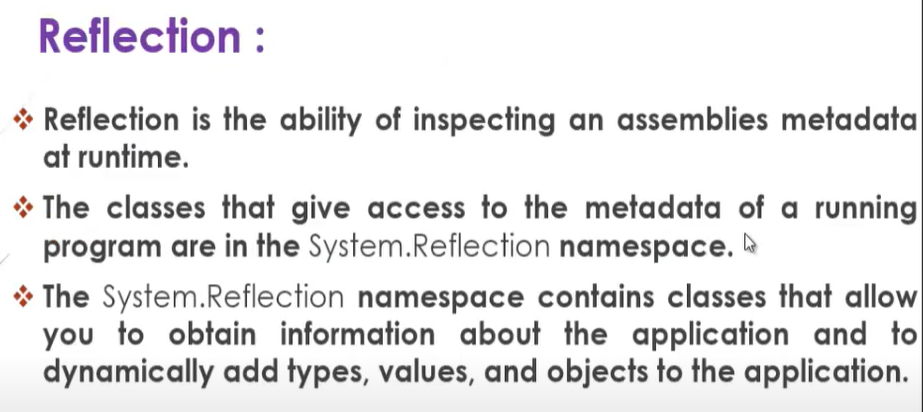 Reflection :
Reflection is the ability of inspecting an assemblies metadata
at runtime.
The classes that give access to the metadata of a running
program are in the System.Reflection namespace.
The System.Reflection namespace contains classes that allow
you to obtain information about the application and to
dynamically add types, values, and objects to the application.